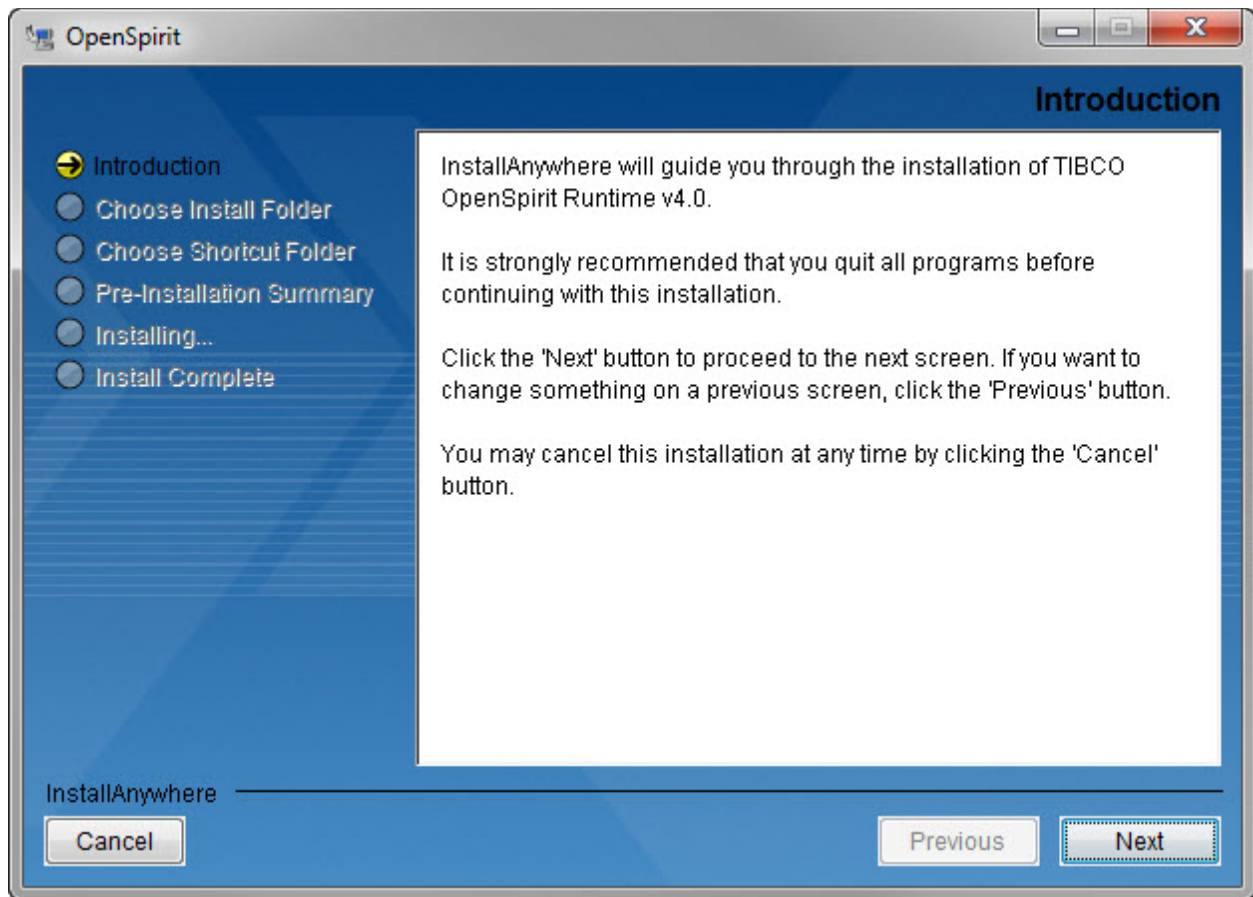 OpenSpirit
Introduction
Introduction
Choose Install Folder
Choose Shortcut Folder
Pre-Installation Summary
Installing...
Install Complete
InstallAnywhere will guide you through the installation of TIBCO
OpenSpirit Runtime v4.0.
It is strongly recommended that you quit all programs before
continuing with this installation.
Click the 'Next' button to proceed to the next screen. If you want to
change something on a previous screen, click the 'Previous' button.
You may cancel this installation at any time by clicking the 'Cancel'
button.
InstallAnywhere
Cancel
Previous
Next